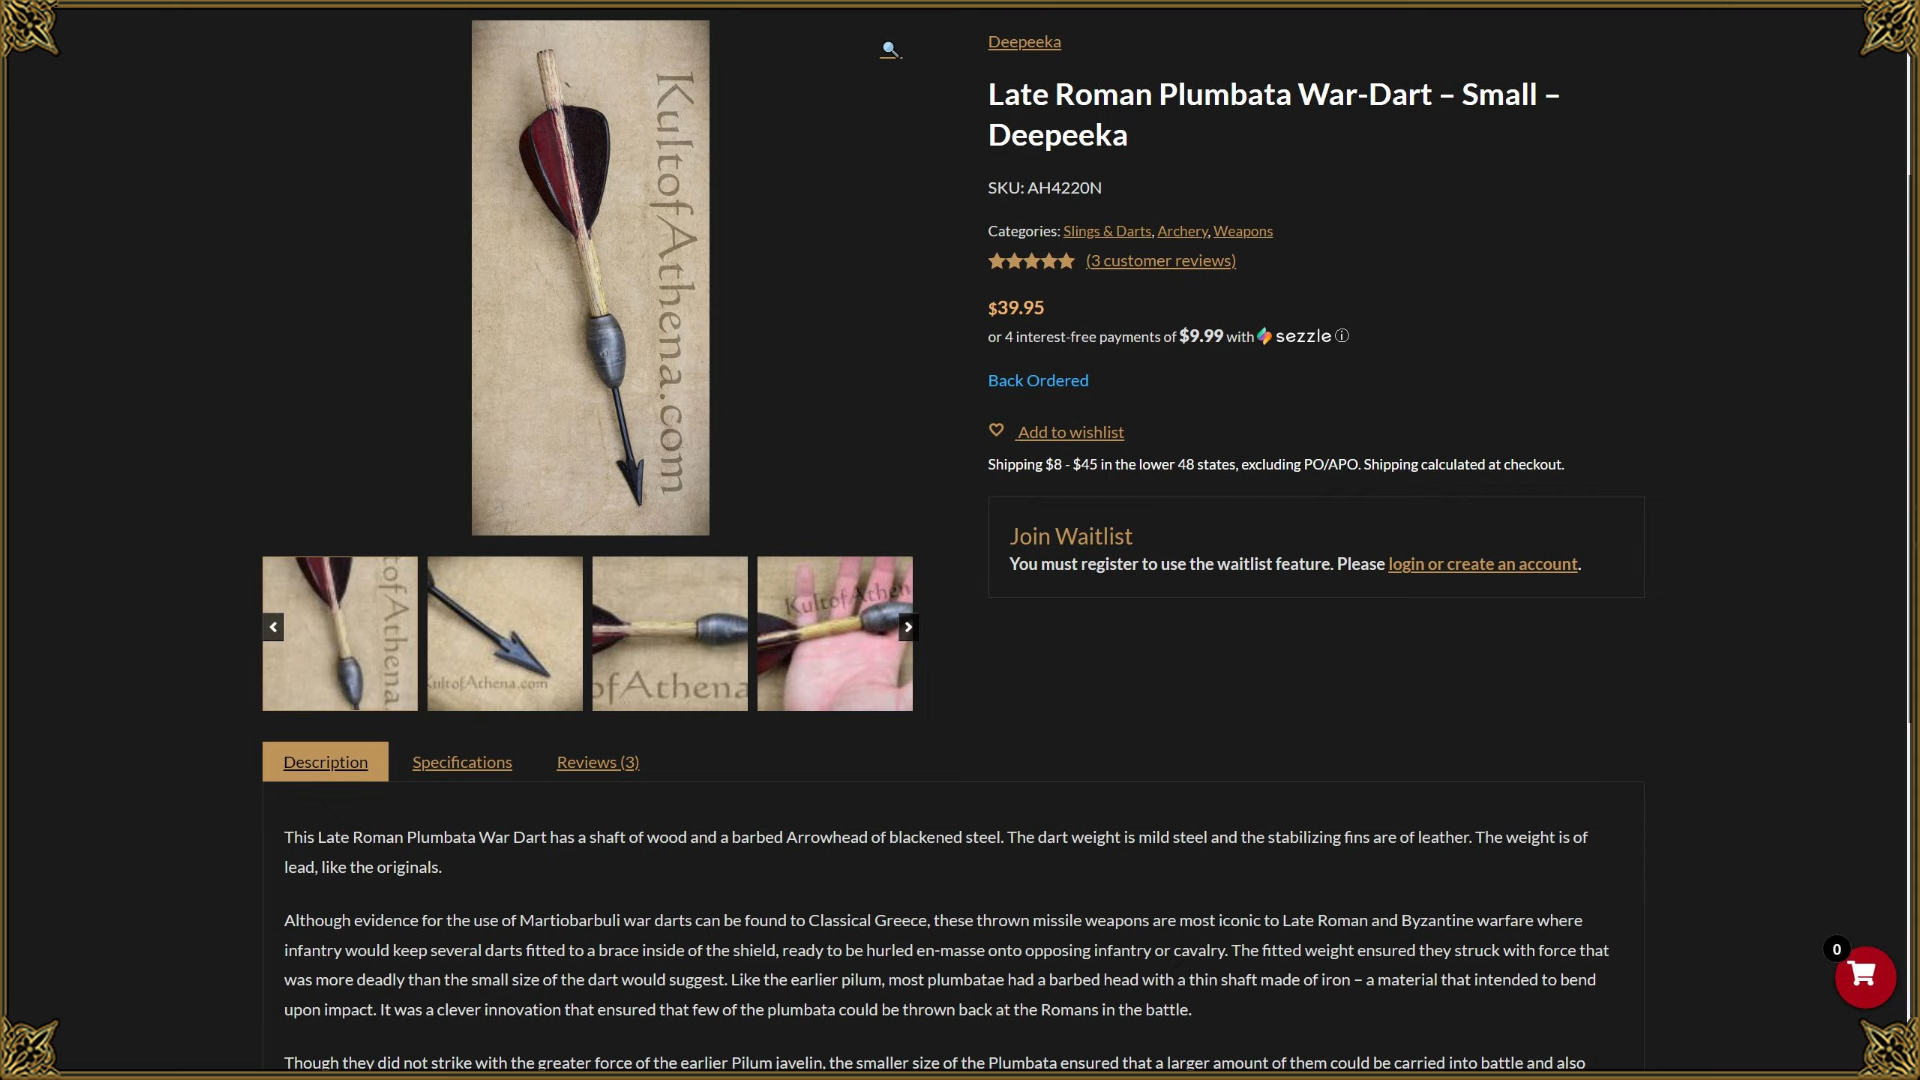 KultofAthena.com
Deepeeka
Late Roman Plumbata War-Dart – Small –
Deepeeka
SKU: AH4220N
Categories: Slings & Darts, Archery, Weapons
(3 customer reviews)
$39.95
or 4 interest-free payments of $9.99 with sezzle
Back Ordered
Add to wishlist
Shipping $8 - $45 in the lower 48 states, excluding PO/APO. Shipping calculated at checkout.
Join Waitlist
You must register to use the waitlist feature. Please login or create an account.
tofAthena
KultofAthena.com
ofAthena
KultofAthen
Description Specifications Reviews (3)
This Late Roman Plumbata War Dart has a shaft of wood and a barbed Arrowhead of blackened steel. The dart weight is mild steel and the stabilizing fins are of leather. The weight is of
lead, like the originals.
Although evidence for the use of Martiobarbuli war darts can be found to Classical Greece, these thrown missile weapons are most iconic to Late Roman and Byzantine warfare where
infantry would keep several darts fitted to a brace inside of the shield, ready to be hurled en-masse onto opposing infantry or cavalry. The fitted weight ensured they struck with force that
was more deadly than the small size of the dart would suggest. Like the earlier pilum, most plumbatae had a barbed head with a thin shaft made of iron – a material that intended to bend
upon impact. It was a clever innovation that ensured that few of the plumbata could be thrown back at the Romans in the battle.
0
Though they did not strike with the greater force of the earlier Pilum javelin, the smaller size of the Plumbata ensured that a larger amount of them could be carried into battle and also